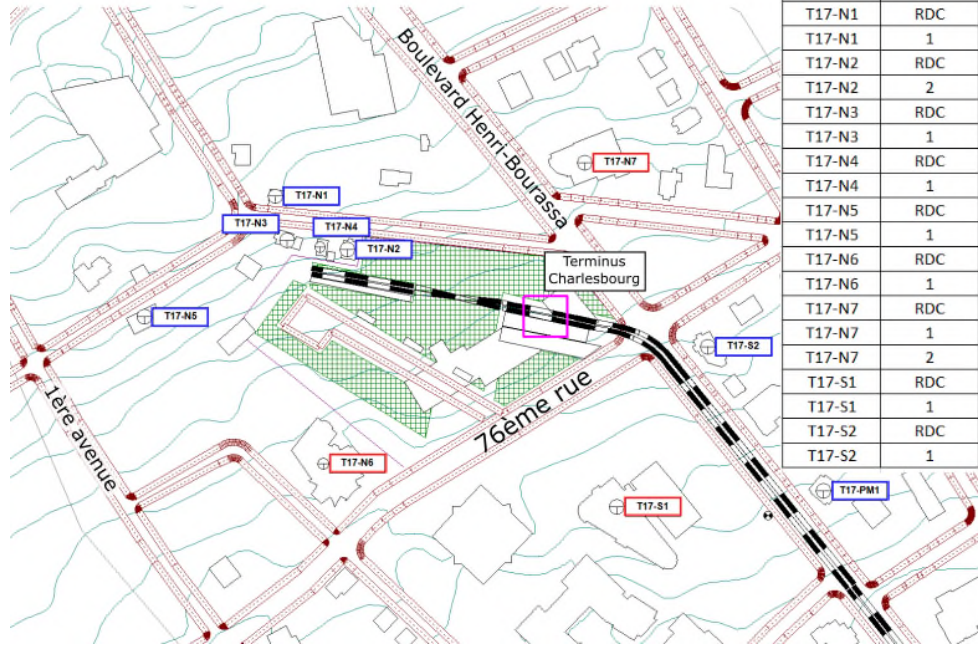 Boulevard Henri-Bourassa
T17-N7
T17-N1
T17-N3
T17-N4
T17-N2
Terminus
Charlesbourg
T17-N5
T17-S2
1ère avenue
76ème rue
T17-N6
T17-S1
T17-PM1
T17-N1 RDC
T17-N1 1
T17-N2 RDC
T17-N2 2
T17-N3 RDC
T17-N3 1
T17-N4 RDC
T17-N4 1
T17-N5 RDC
T17-N5 1
T17-N6 RDC
T17-N6 1
T17-N7 RDC
T17-N7 1
T17-N7 2
T17-S1 RDC
T17-S1 1
T17-S2 RDC
T17-S2 1